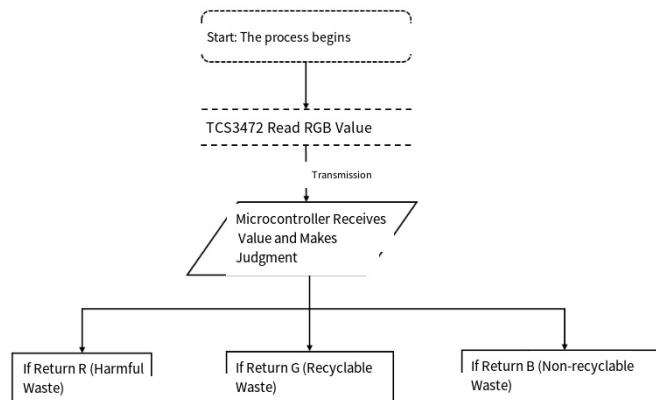 Start: The process begins
TCS3472 Read RGB Value
Transmission
Microcontroller Receives
Value and Makes
Judgment
If Return R (Harmful
Waste)
If Return G (Recyclable
Waste)
If Return B (Non-recyclable
Waste)